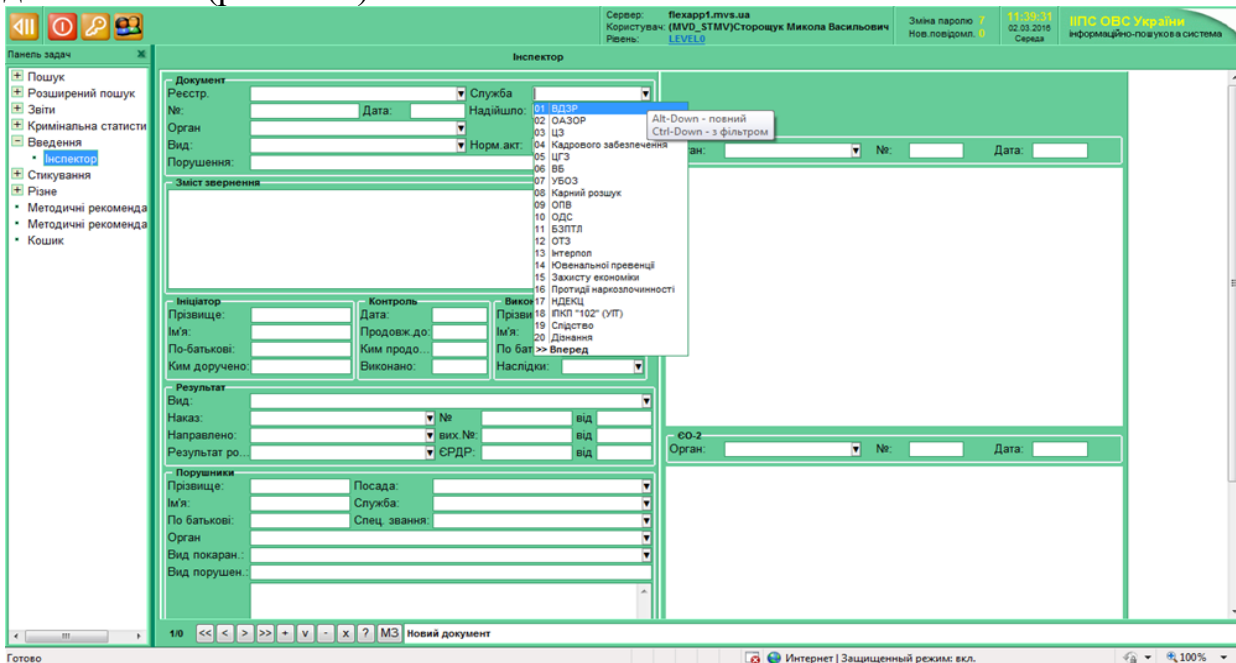 Сервер: flexapp1.mvs.ua
Користувач: (MVD_STMV)Сторощук Микола Васильович
Рівень: LEVEL0
Зміна паролю 7
Нов.повідомл. 0
11:39:31
02.03.2016
Середа
ІІПС ОВС України
інформаційно-пошукова система
Панель задач
Інспектор
Пошук
Розширений пошук
Звіти
Кримінальна статисти
Введення
Інспектор
Стикування
Різне
Методичні рекоменда
Методичні рекоменда
Кошик
Документ
Реєстр. Служба
№: Дата: Надійшло:
Орган
Вид: Норм.акт:
Порушення:
01 ВДЗР
02 ОАЗОР
03 ЦЗ
04 Кадрового забезпечення
05 ЦГЗ
06 ВБ
07 УБОЗ
08 Карний розшук
09 ОПВ
10 ОДС
11 БЗПТЛ
12 ОТЗ
13 Інтерпол
14 Ювенальної превенції
15 Захисту економіки
16 Протидії наркозлочинності
17 НДЕКЦ
18 ІПКП "102" (УІТ)
19 Слідство
20 Дізнання
>> Вперед
Alt-Down - повний
Ctrl-Down - з фільтром
ган: №: Дата:
Зміст звернення
Ініціатор Контроль Викон
Прізвище: Дата: Прізви
Ім'я: Продовж.до: Ім'я:
По-батькові: Ким продо... По бат
Ким доручено: Виконано: Наслідки:
Результат
Вид:
Наказ: № від
Направлено: вих.№: від
Результат ро... ЄРДР: від
ЄО-2
Орган: №: Дата:
Порушники
Прізвище: Посада:
Ім'я: Служба:
По батькові: Спец. звання:
Орган
Вид покаран.:
Вид порушен.:
1/0 << < > >> + v - x ? МЗ Новий документ
Готово
Интернет | Защищенный режим: вкл.
100%